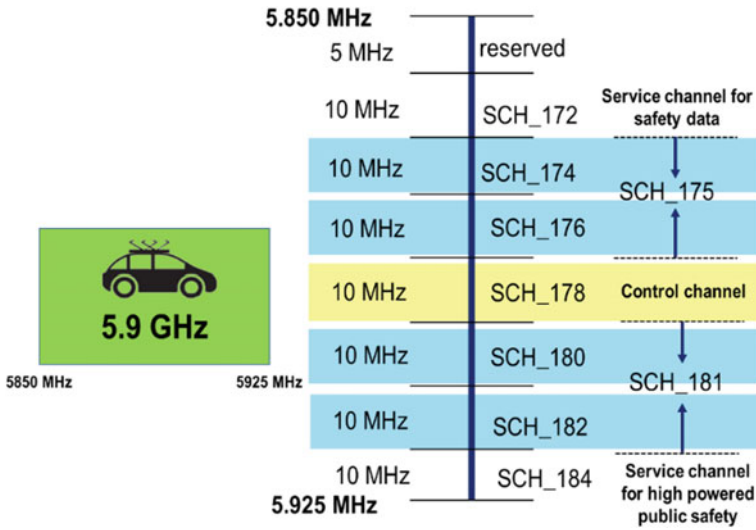 5.850 MHz
5 MHz
reserved
10 MHz
SCH_172
Service channel for
safety data
10 MHz
SCH_174
SCH_175
10 MHz
SCH_176
10 MHz
SCH_178
Control channel
5.9 GHz
5850 MHz
5925 MHz
10 MHz
SCH_180
SCH_181
10 MHz
SCH_182
10 MHz
SCH_184
Service channel
for high powered
public safety
5.925 MHz